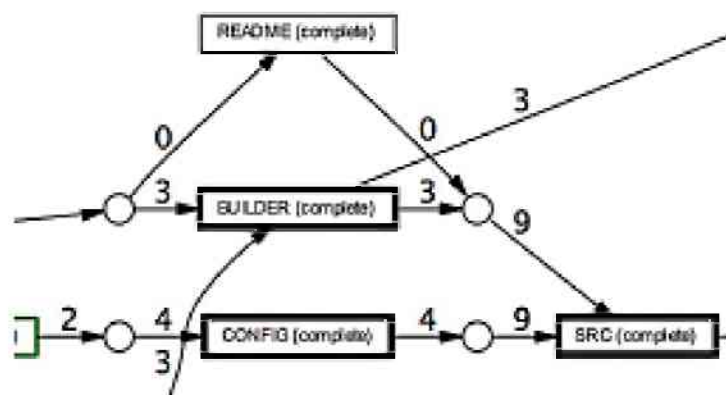 README (complete)
3
0
0
3
BUILDER (complete)
3
9
2
4
CONFIG (complete)
4
9
SRC (complete)
3